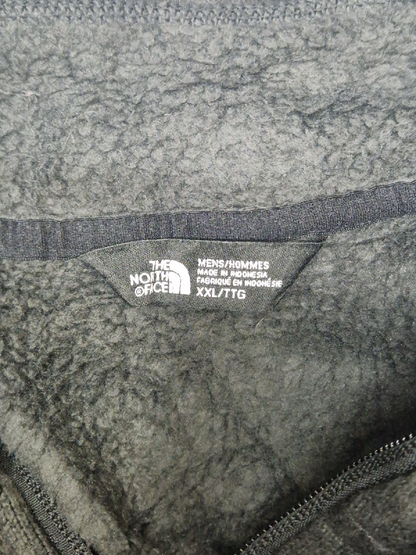 THE
NORTH
FACE
MENS/HOMMES
MADE IN INDONESIA
FABRIQUÉ EN INDONÉSIE
XXL/TTG